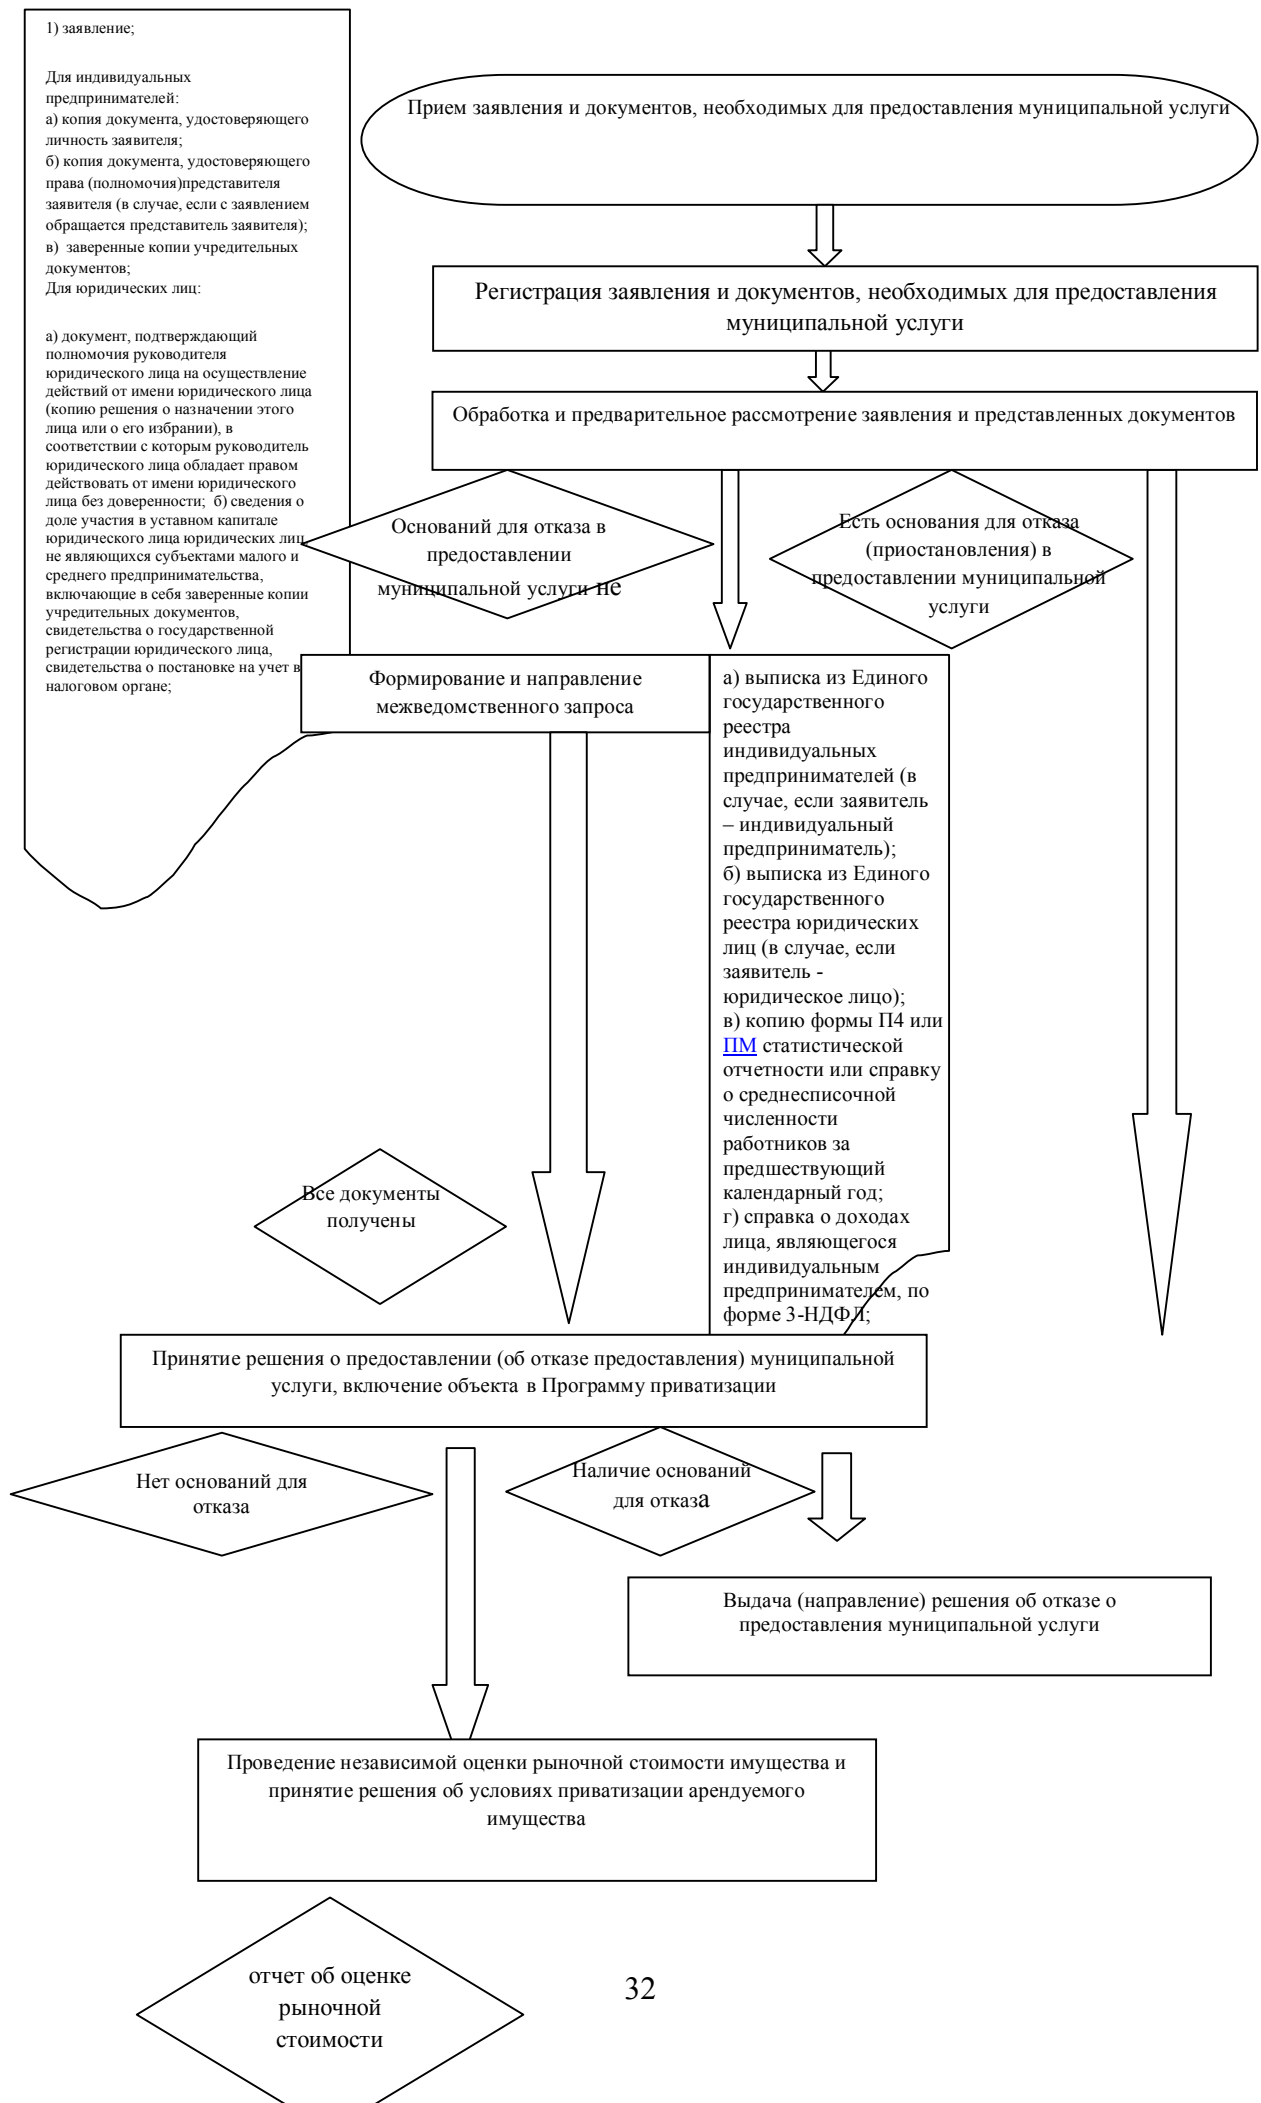 1) заявление;
Для индивидуальных
предпринимателей:
а) копия документа, удостоверяющего
личность заявителя;
б) копия документа, удостоверяющего
права (полномочия)представителя
заявителя (в случае, если с заявлением
обращается представитель заявителя);
в) заверенные копии учредительных
документов;
Для юридических лиц:
а) документ, подтверждающий
полномочия руководителя
юридического лица на осуществление
действий от имени юридического лица
(копию решения о назначении этого
лица или о его избрании), в
соответствии с которым руководитель
юридического лица обладает правом
действовать от имени юридического
лица без доверенности; б) сведения о
доле участия в уставном капитале
юридического лица юридических лиц,
не являющихся субъектами малого и
среднего предпринимательства,
включающие в себя заверенные копии
учредительных документов,
свидетельства о государственной
регистрации юридического лица,
свидетельства о постановке на учет в
налоговом органе;
Прием заявления и документов, необходимых для предоставления муниципальной услуги
Регистрация заявления и документов, необходимых для предоставления
муниципальной услуги
Обработка и предварительное рассмотрение заявления и представленных документов
Оснований для отказа в
предоставлении
муниципальной услуги не
Есть основания для отказа
(приостановления) в
предоставлении муниципальной
услуги
Формирование и направление
межведомственного запроса
а) выписка из Единого
государственного
реестра
индивидуальных
предпринимателей (в
случае, если заявитель
– индивидуальный
предприниматель);
б) выписка из Единого
государственного
реестра юридических
лиц (в случае, если
заявитель -
юридическое лицо);
в) копию формы П4 или
ПМ статистической
отчетности или справку
о среднесписочной
численности
работников за
предшествующий
календарный год;
г) справка о доходах
лица, являющегося
индивидуальным
предпринимателем, по
форме 3-НДФЛ;
Все документы
получены
Принятие решения о предоставлении (об отказе предоставления) муниципальной
услуги, включение объекта в Программу приватизации
Нет оснований для
отказа
Наличие оснований
для отказа
Выдача (направление) решения об отказе о
предоставления муниципальной услуги
Проведение независимой оценки рыночной стоимости имущества и
принятие решения об условиях приватизации арендуемого
имущества
отчет об оценке
рыночной
стоимости
32